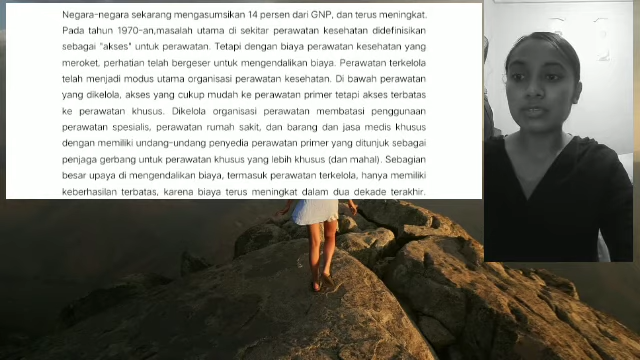 Negara-negara sekarang mengasumsikan 14 persen dari GNP, dan terus meningkat.
Pada tahun 1970-an,masalah utama di sekitar perawatan kesehatan didefinisikan
sebagai "akses" untuk perawatan. Tetapi dengan biaya perawatan kesehatan yang
meroket, perhatian telah bergeser untuk mengendalikan biaya. Perawatan terkelola
telah menjadi modus utama organisasi perawatan kesehatan. Di bawah perawatan
yang dikelola, akses yang cukup mudah ke perawatan primer tetapi akses terbatas
ke perawatan khusus. Dikelola organisasi perawatan membatasi penggunaan
perawatan spesialis, perawatan rumah sakit, dan barang dan jasa medis khusus
dengan memiliki undang-undang penyedia perawatan primer yang ditunjuk sebagai
penjaga gerbang untuk perawatan khusus yang lebih khusus (dan mahal). Sebagian
besar upaya di mengendalikan biaya, termasuk perawatan terkelola, hanya memiliki
keberhasilan terbatas, karena biaya terus meningkat dalam dua dekade terakhir.